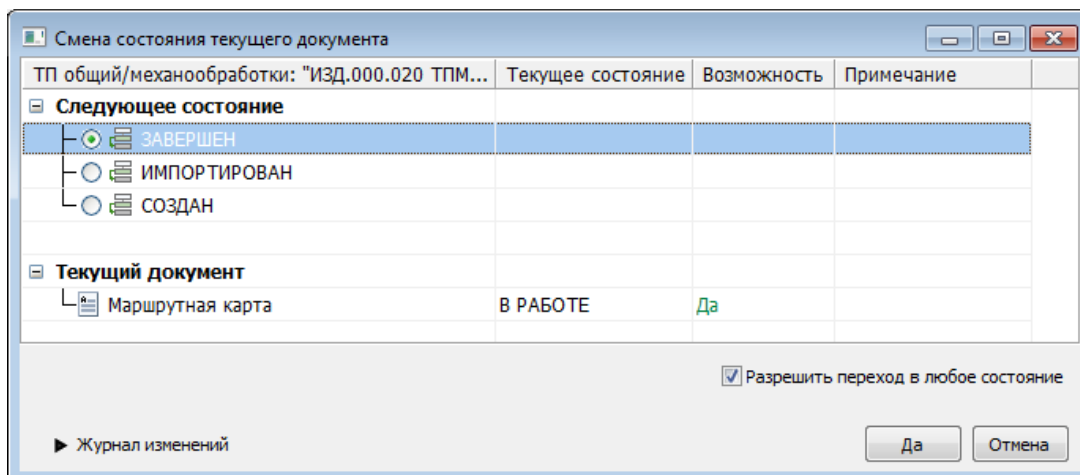 Смена состояния текущего документа
ТП общий/механообработки: "ИЗД.000.020 ТПМ... Текущее состояние Возможность Примечание
Следующее состояние
ЗАВЕРШЕН
ИМПОРТИРОВАН
СОЗДАН
Текущий документ
Маршрутная карта В РАБОТЕ Да
Разрешить переход в любое состояние
Журнал изменений Да Отмена